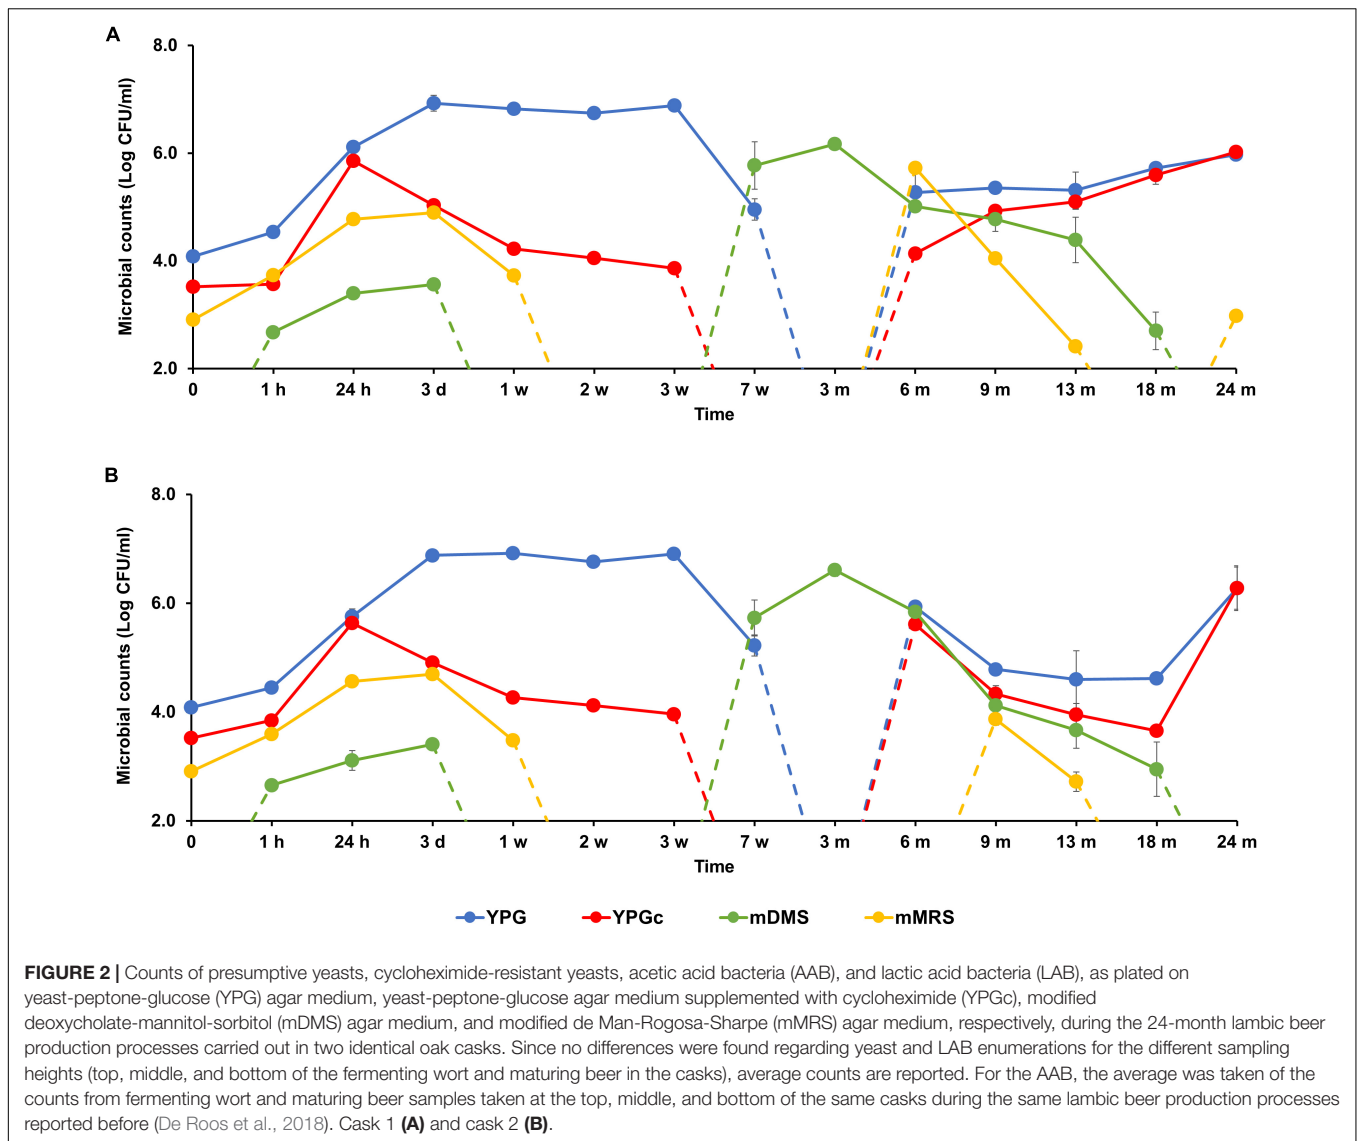 A
8.0
6.0
4.0
2.0
Microbial counts (Log CFU/ml)
0 1 h 24 h 3 d 1 w 2 w 3 w 7 w 3 m 6 m 9 m 13 m 18 m 24 m
Time
B
8.0
6.0
4.0
2.0
Microbial counts (Log CFU/ml)
0 1 h 24 h 3 d 1 w 2 w 3 w 7 w 3 m 6 m 9 m 13 m 18 m 24 m
Time
YPG YPGc mDMS mMRS
FIGURE 2 | Counts of presumptive yeasts, cycloheximide-resistant yeasts, acetic acid bacteria (AAB), and lactic acid bacteria (LAB), as plated on
yeast-peptone-glucose (YPG) agar medium, yeast-peptone-glucose agar medium supplemented with cycloheximide (YPGc), modified
deoxycholate-mannitol-sorbitol (mDMS) agar medium, and modified de Man-Rogosa-Sharpe (mMRS) agar medium, respectively, during the 24-month lambic beer
production processes carried out in two identical oak casks. Since no differences were found regarding yeast and LAB enumerations for the different sampling
heights (top, middle, and bottom of the fermenting wort and maturing beer in the casks), average counts are reported. For the AAB, the average was taken of the
counts from fermenting wort and maturing beer samples taken at the top, middle, and bottom of the same casks during the same lambic beer production processes
reported before (De Roos et al., 2018). Cask 1 (A) and cask 2 (B).